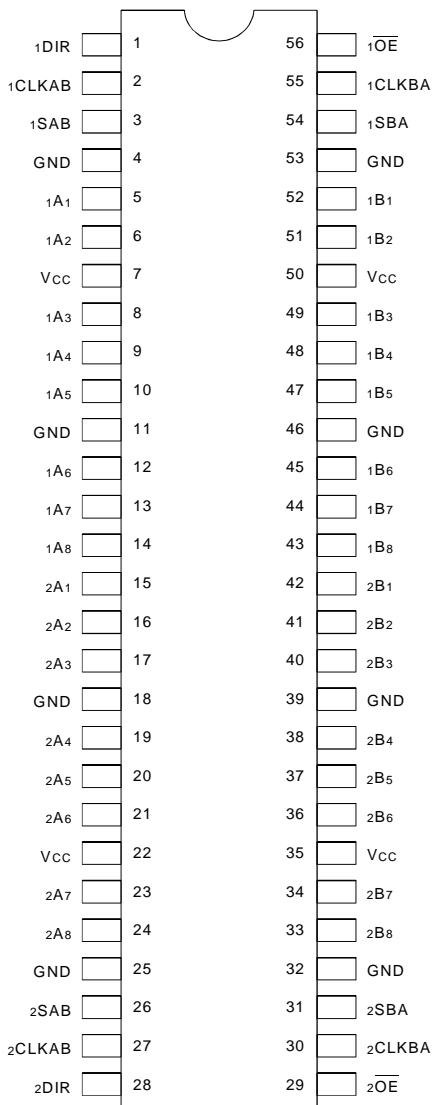 1DIR 1 56 1OE
1CLKAB 2 55 1CLKBA
1SAB 3 54 1SBA
GND 4 53 GND
1A1 5 52 1B1
1A2 6 51 1B2
VCC 7 50 VCC
1A3 8 49 1B3
1A4 9 48 1B4
1A5 10 47 1B5
GND 11 46 GND
1A6 12 45 1B6
1A7 13 44 1B7
1A8 14 43 1B8
2A1 15 42 2B1
2A2 16 41 2B2
2A3 17 40 2B3
GND 18 39 GND
2A4 19 38 2B4
2A5 20 37 2B5
2A6 21 36 2B6
VCC 22 35 VCC
2A7 23 34 2B7
2A8 24 33 2B8
GND 25 32 GND
2SAB 26 31 2SBA
2CLKAB 27 30 2CLKBA
2DIR 28 29 2OE